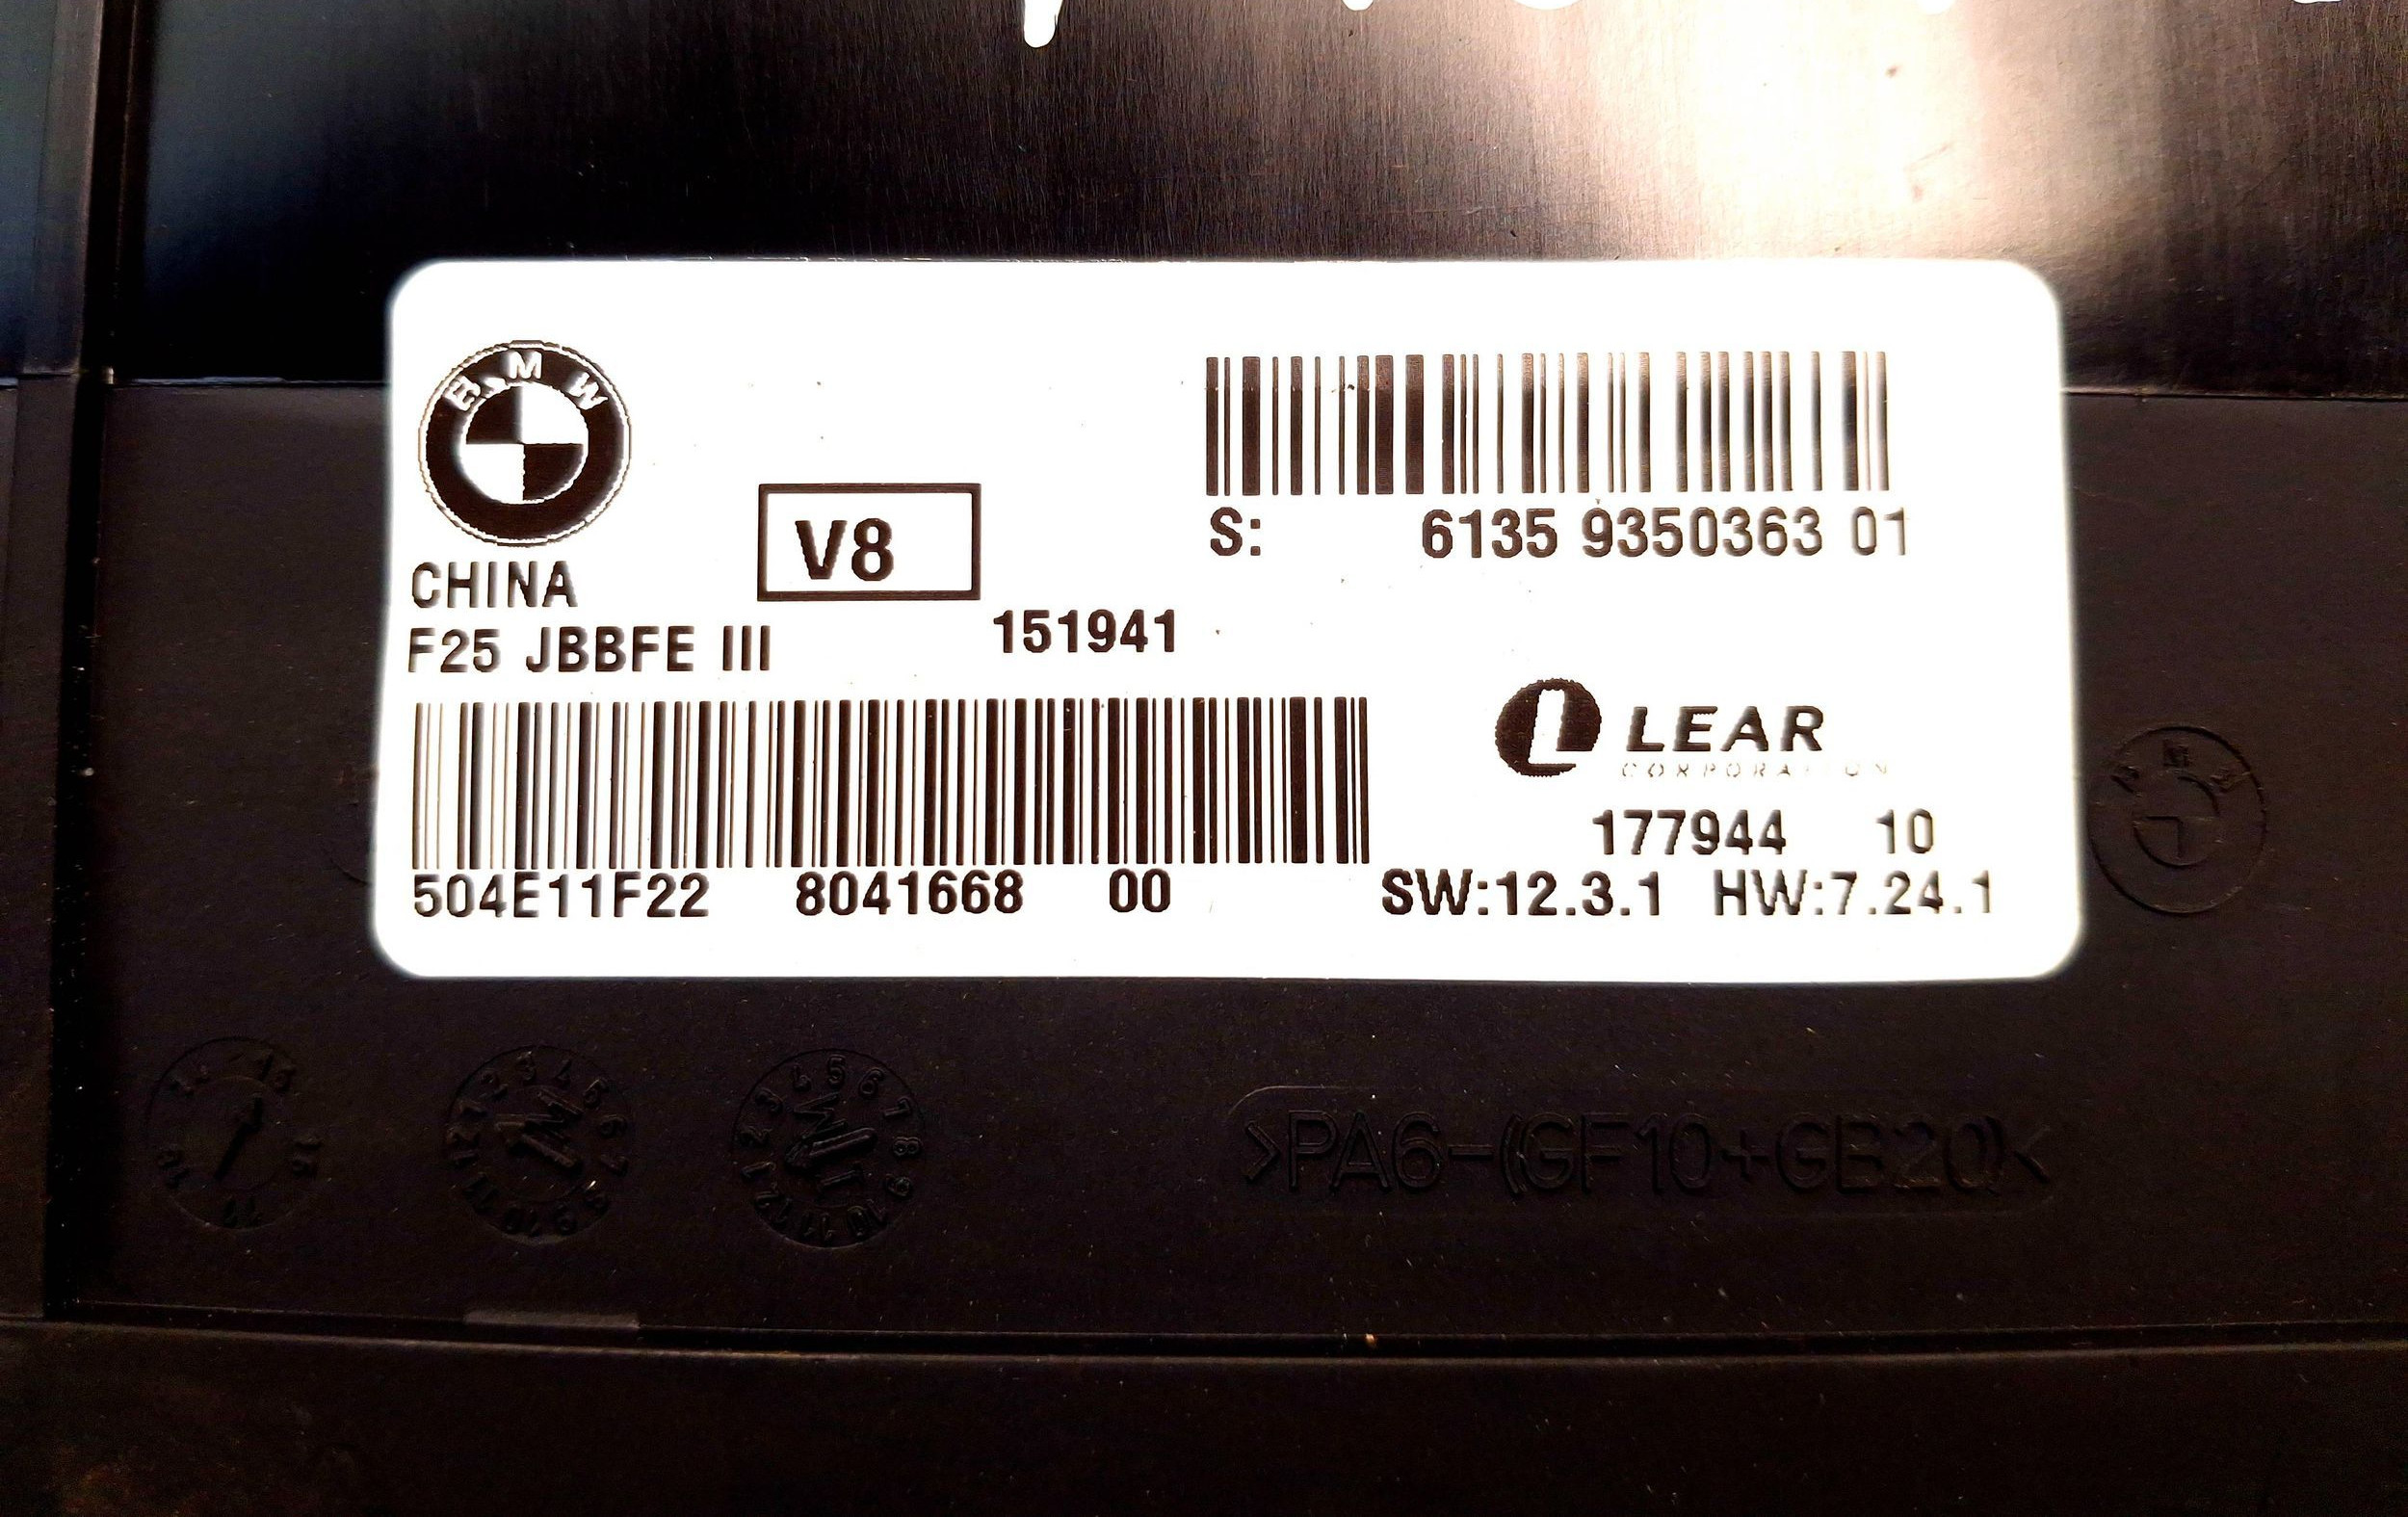 BMW
V8
S: 6135 9350363 01
CHINA
F25 JBBFE III 151941
LEAR
CORPORATION
177944 10
504E11F22 8041668 00 SW:12.3.1 HW:7.24.1
BMW
>PA6-(GF10+GB20)<